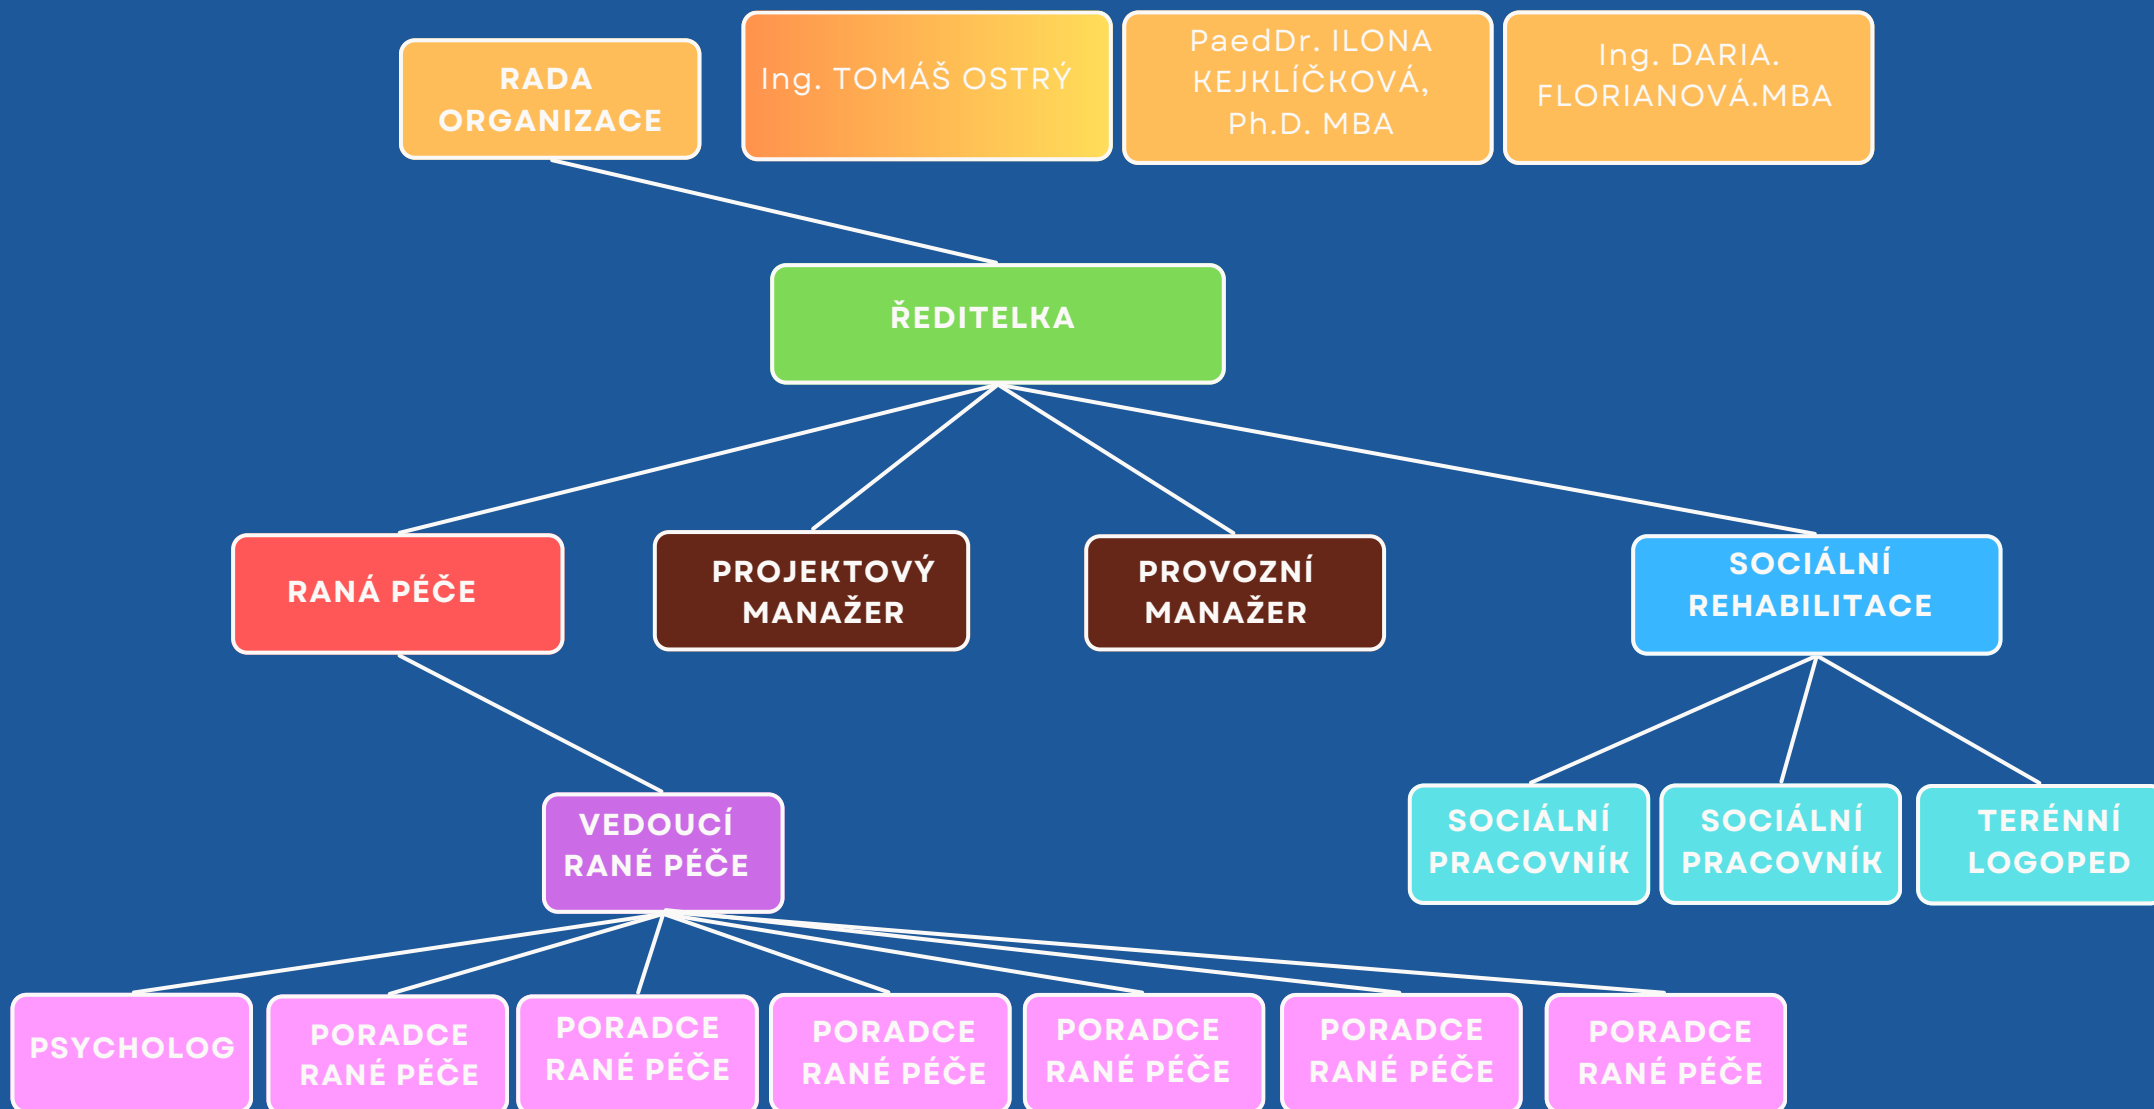 RADA
ORGANIZACE
Ing. TOMÁŠ OSTRÝ
PaedDr. ILONA
KEJKLÍČKOVÁ,
Ph.D. MBA
Ing. DARIA.
FLORIANOVÁ.MBA
ŘEDITELKA
RANÁ PÉČE
PROJEKTOVÝ
MANAŽER
PROVOZNÍ
MANAŽER
SOCIÁLNÍ
REHABILITACE
VEDOUCÍ
RANÉ PÉČE
SOCIÁLNÍ
PRACOVNÍK
SOCIÁLNÍ
PRACOVNÍK
TERÉNNÍ
LOGOPED
PSYCHOLOG
PORADCE
RANÉ PÉČE
PORADCE
RANÉ PÉČE
PORADCE
RANÉ PÉČE
PORADCE
RANÉ PÉČE
PORADCE
RANÉ PÉČE
PORADCE
RANÉ PÉČE